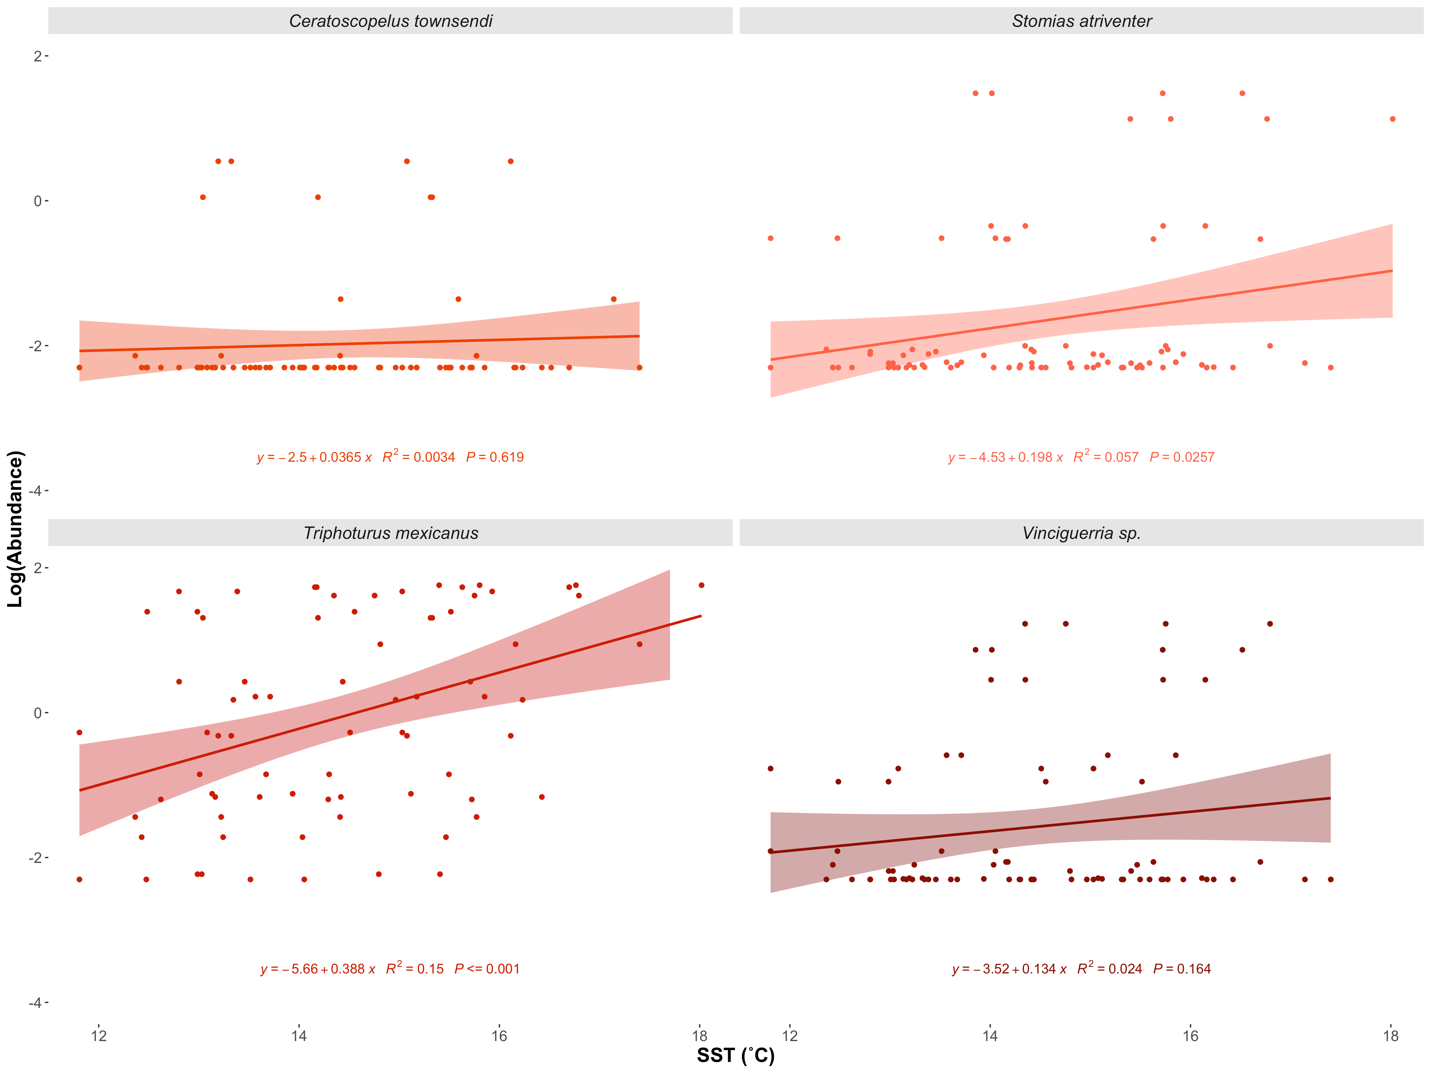 Ceratoscopelus townsendi
Stomias atriventer
2
0
-2
-4
y = −2.5 + 0.0365 x R² = 0.0034 P = 0.619
y = −4.53 + 0.198 x R² = 0.057 P = 0.0257
Log(Abundance)
Triphoturus mexicanus
Vinciguerria sp.
2
0
-2
-4
y = −5.66 + 0.388 x R² = 0.15 P <= 0.001
y = −3.52 + 0.134 x R² = 0.024 P = 0.164
12 14 16 18 12 14 16 18
SST (˚C)